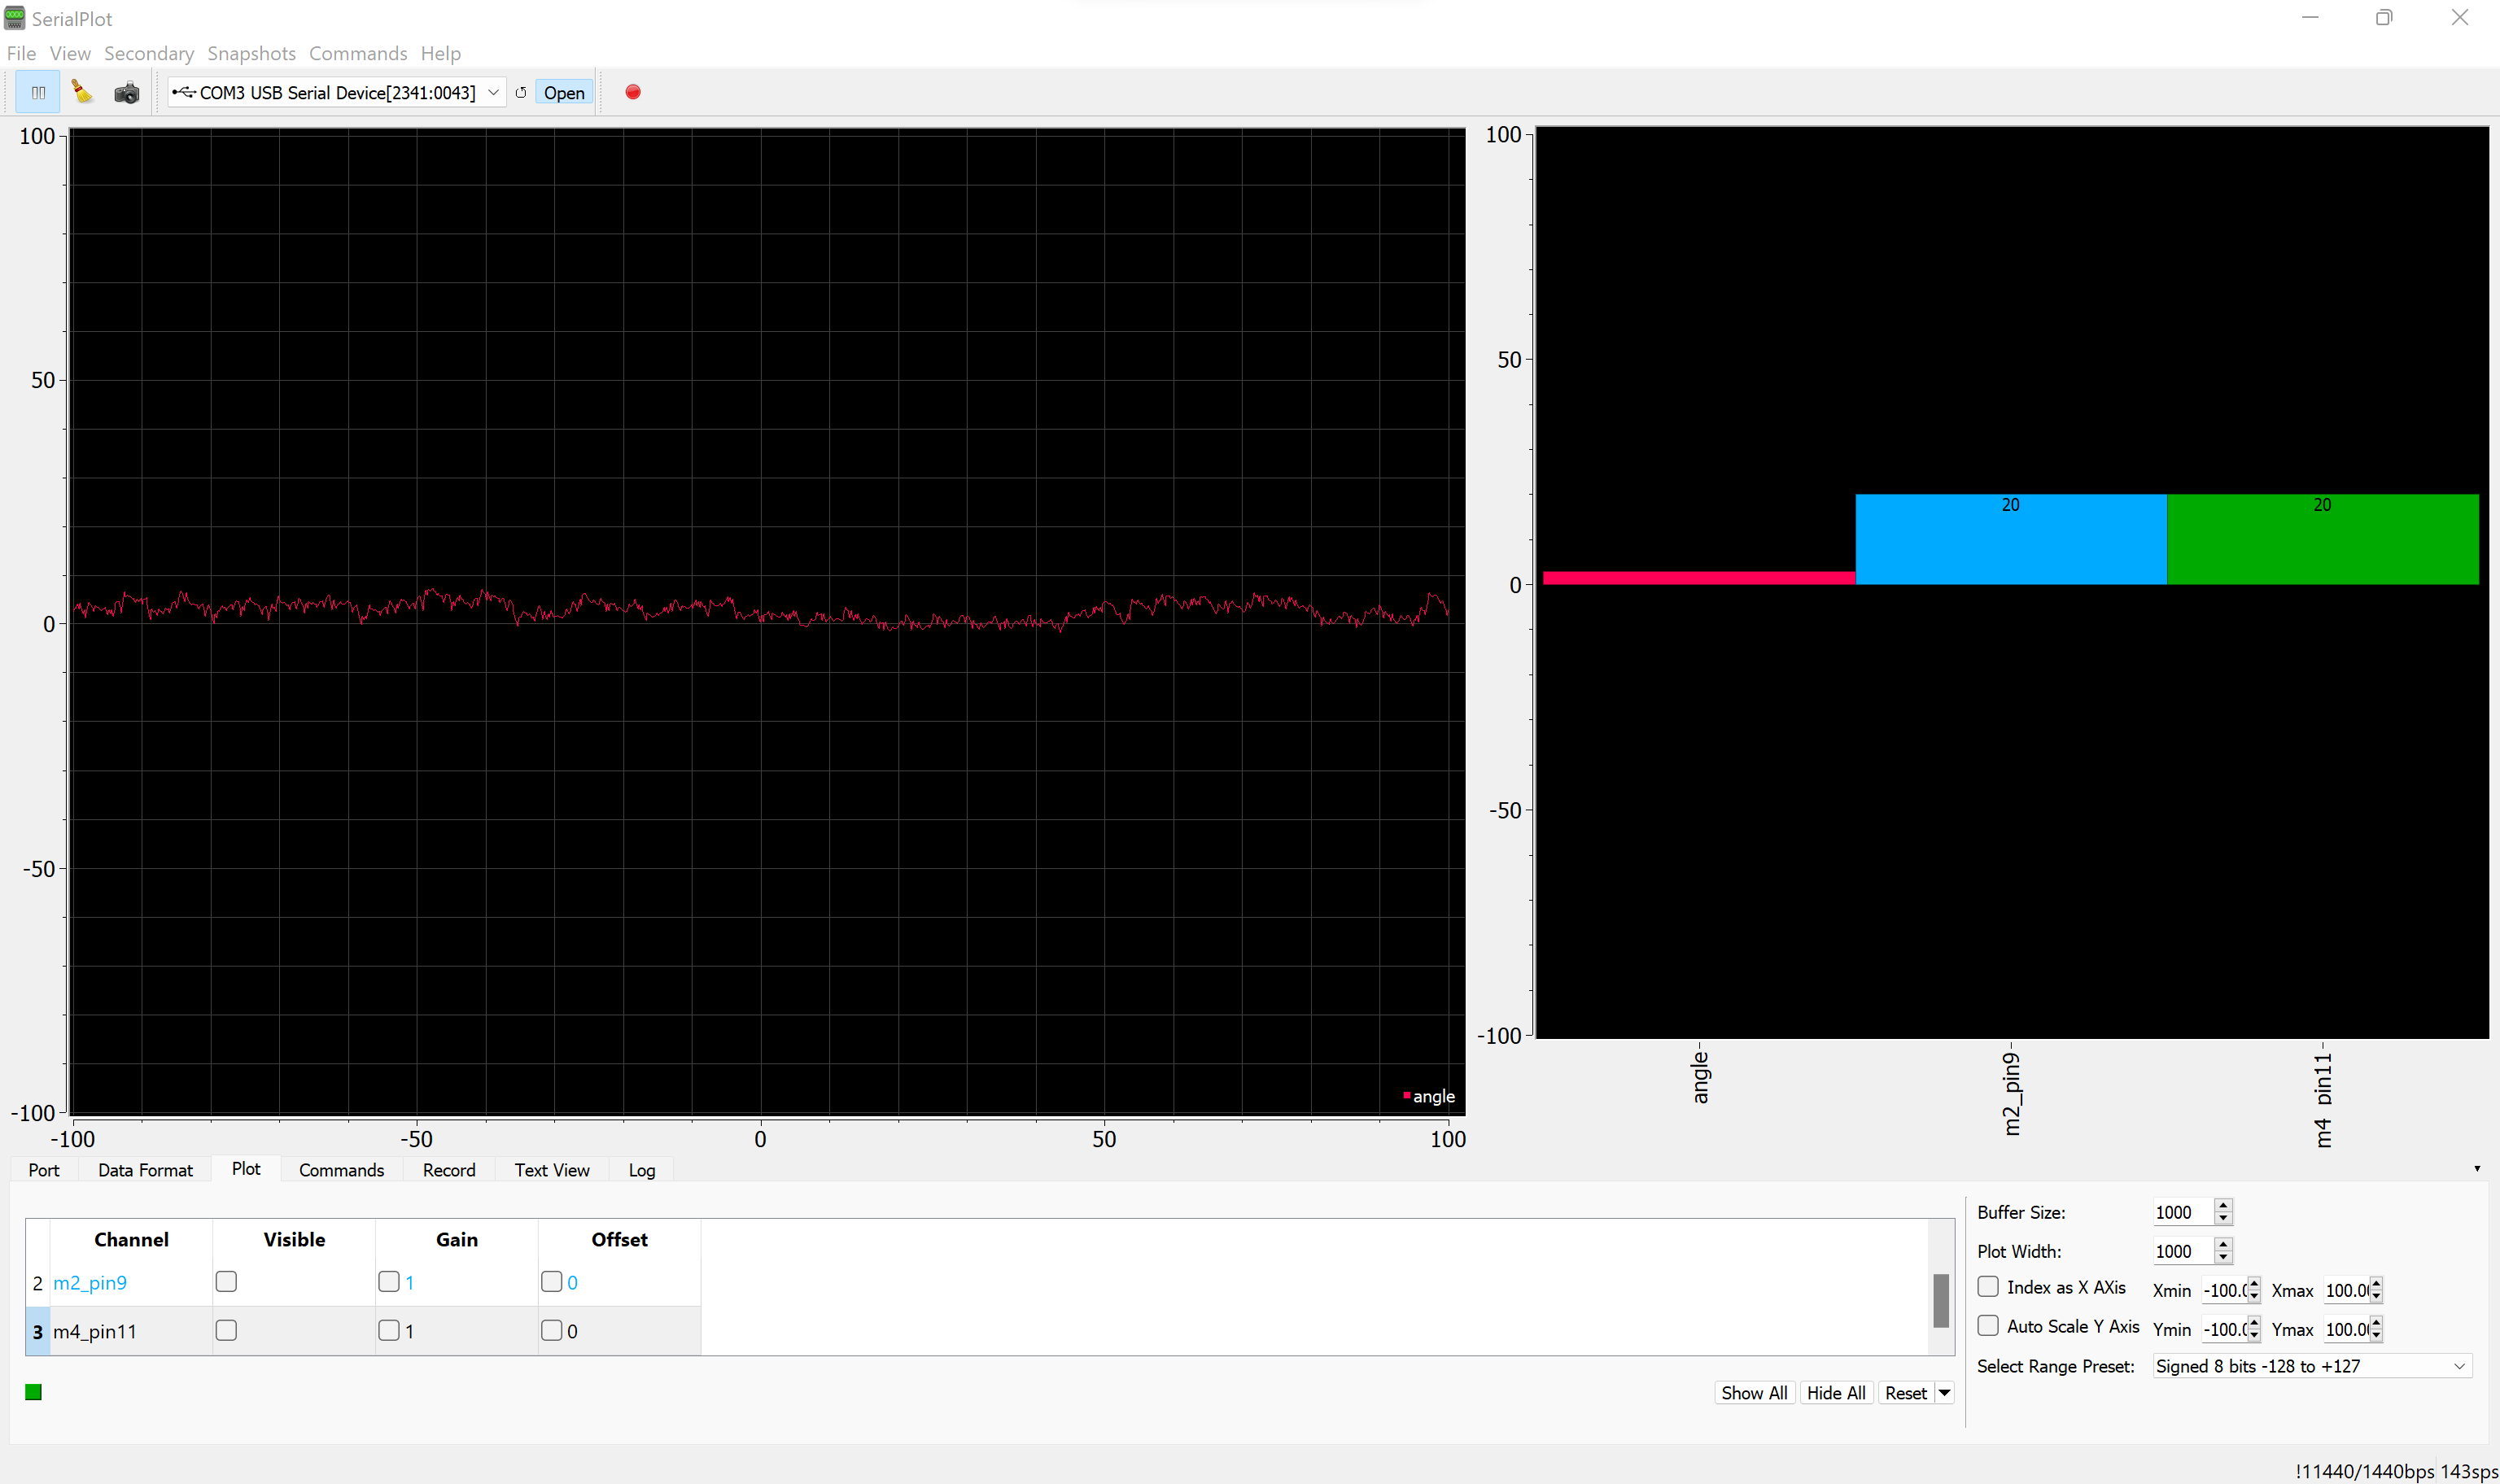 SerialPlot
File View Secondary Snapshots Commands Help
COM3 USB Serial Device[2341:0043] Open
100
50
0
-50
-100
-100 -50 0 50 100
angle
100
50
0
-50
-100
20 20
angle m2_pin9 m4_pin11
Port Data Format Plot Commands Record Text View Log
Channel Visible Gain Offset
2 m2_pin9 1 0
3 m4_pin11 1 0
Show All Hide All Reset
Buffer Size: 1000
Plot Width: 1000
Index as X AXis Xmin -100.0 Xmax 100.0
Auto Scale Y Axis Ymin -100.0 Ymax 100.0
Select Range Preset: Signed 8 bits -128 to +127
!11440/1440bps 143sps